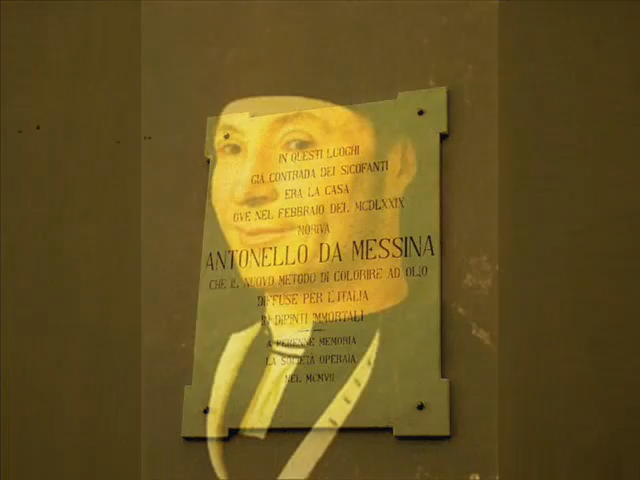 IN QUESTI LUOGHI
GIÀ CONTRADA DEI SICOFANTI
ERA LA CASA
OVE NEL FEBBRAIO DEL MCDLXXIX
MORIVA
ANTONELLO DA MESSINA
CHE IL NUOVO METODO DI COLORIRE AD OLIO
DIFFUSE PER L'ITALIA
IN DIPINTI IMMORTALI
A PERENNE MEMORIA
LA SOCIETÀ OPERAIA
NEL MCMVII